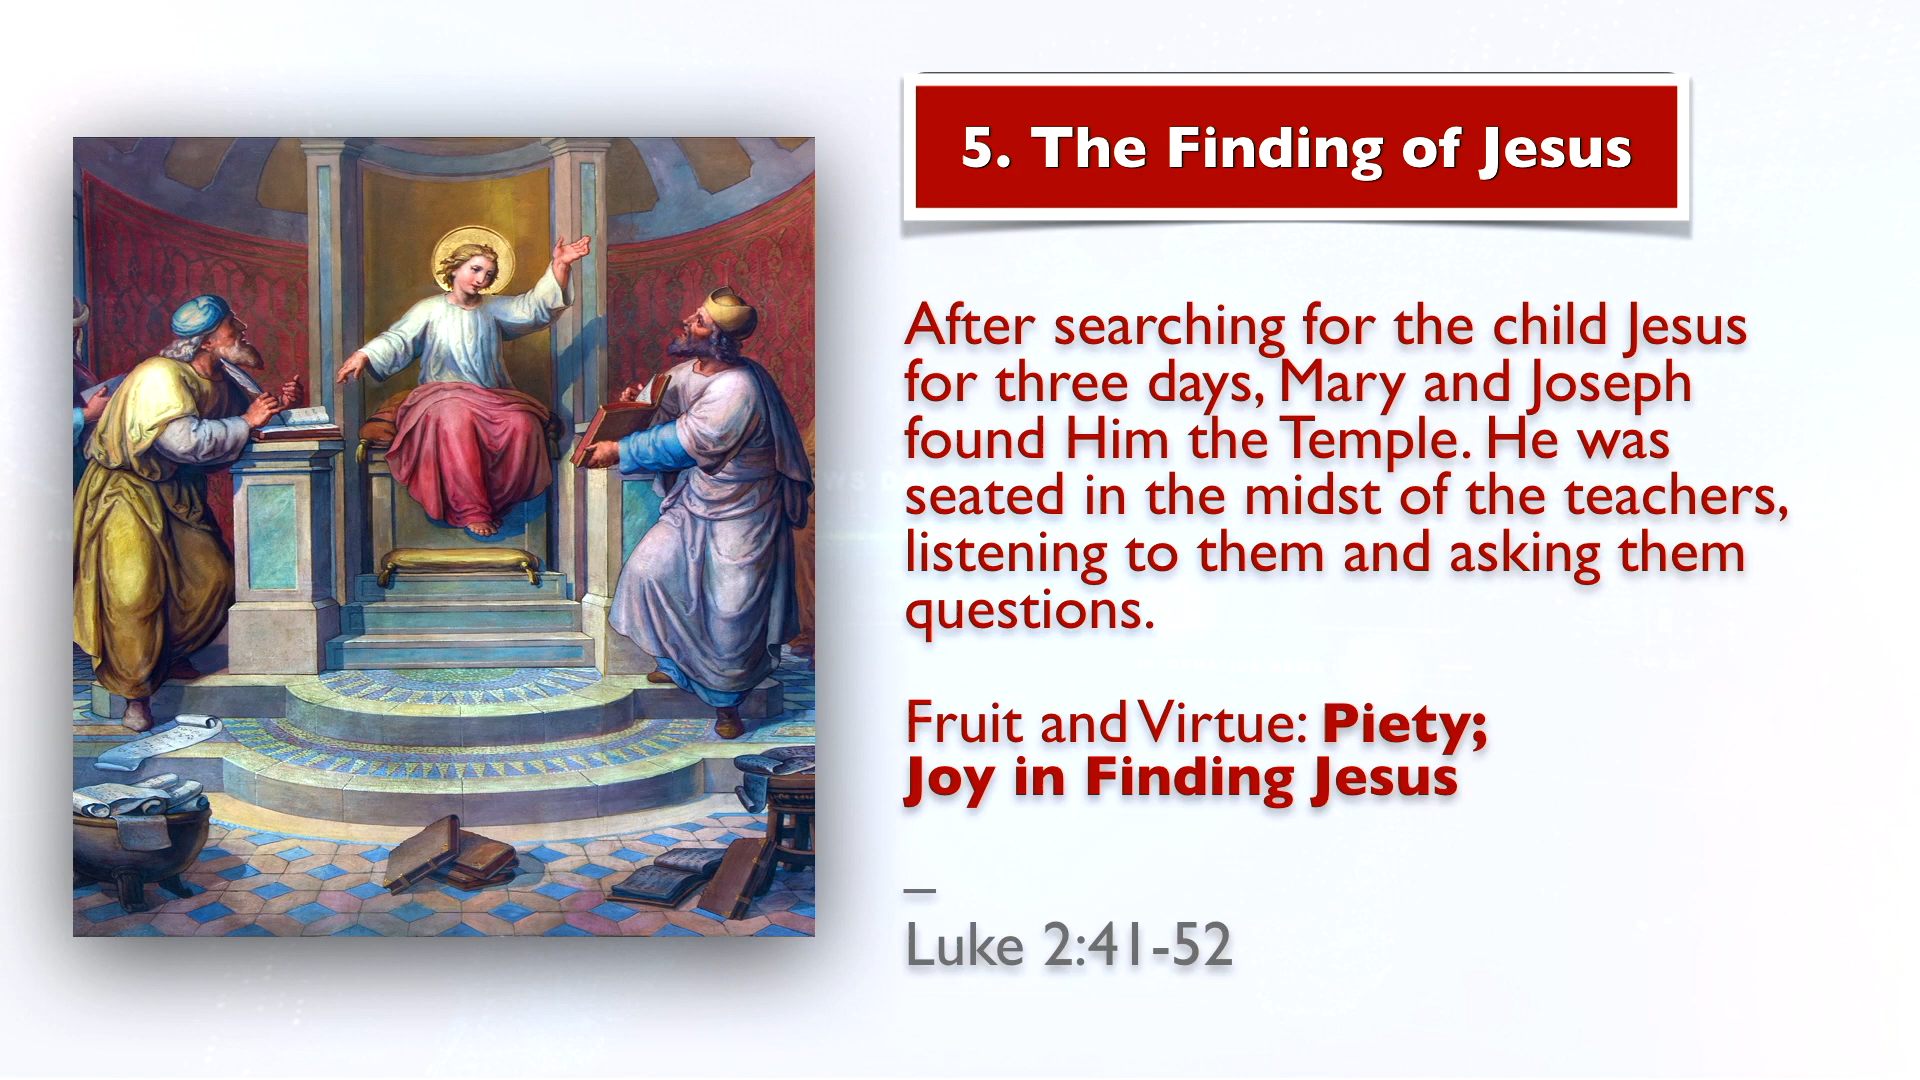 5. The Finding of Jesus
After searching for the child Jesus
for three days, Mary and Joseph
found Him the Temple. He was
seated in the midst of the teachers,
listening to them and asking them
questions.
Fruit and Virtue: Piety;
Joy in Finding Jesus
_
Luke 2:41-52